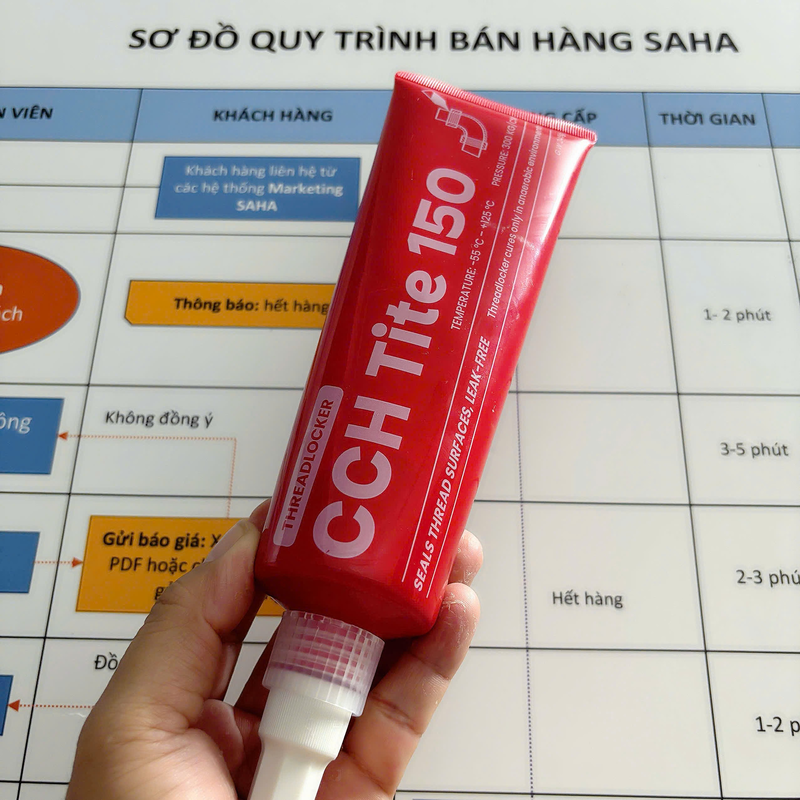 SƠ ĐỒ QUY TRÌNH BÁN HÀNG SAHA
VIÊN
KHÁCH HÀNG
CẤP
THỜI GIAN
Khách hàng liên hệ từ
các hệ thống Marketing
SAHA
Thông báo: hết hàng
1- 2 phút
Không đồng ý
3-5 phút
Gửi báo giá:
PDF hoặc
2-3 phú
Hết hàng
1-2 p
THREADLOCKER
CCH Tite 150
TEMPERATURE: -55 °C - +125 °C
PRESSURE: 300 KG/
SEALS THREAD SURFACES, LEAK-FREE
Threadlocker cures only in anaerobic environment